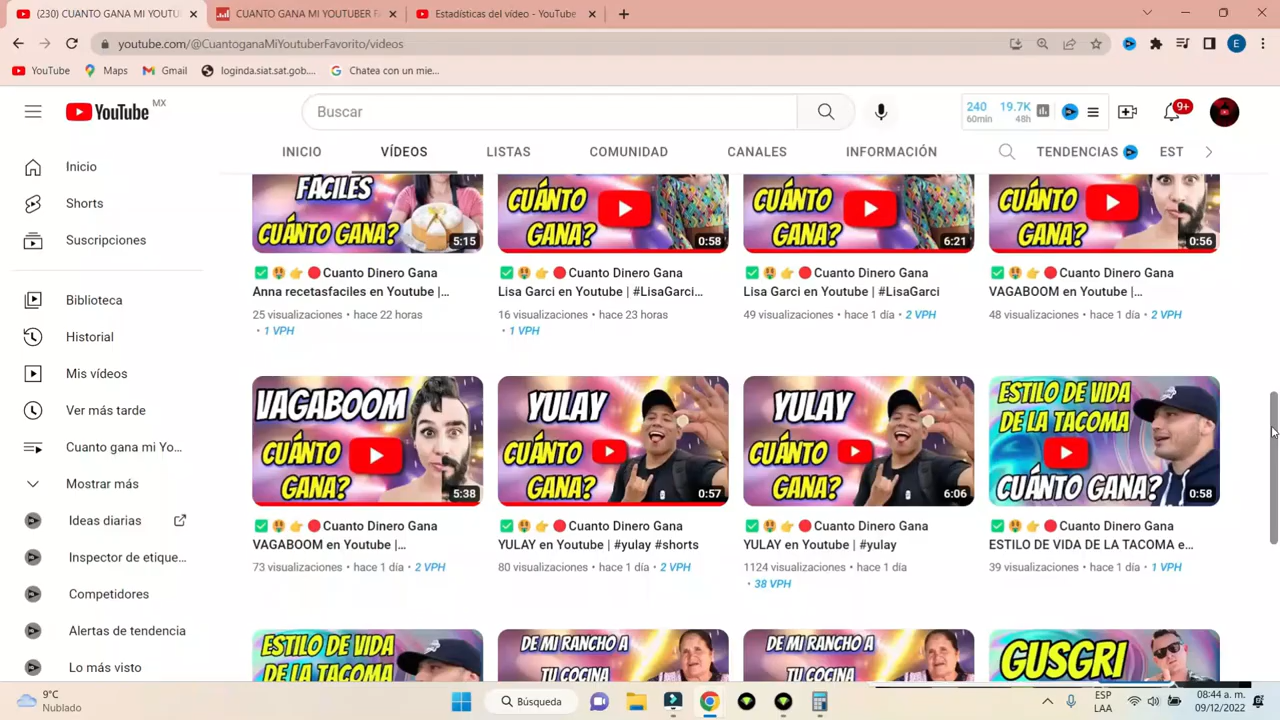 (230) CUANTO GANA MI YOUTU
CUANTO GANA MI YOUTUBER F
Estadísticas del vídeo - YouTube
youtube.com/@CuantoganaMiYoutuberFavorito/videos
YouTube
Maps
Gmail
loginda.siat.sat.gob....
Chatea con un mie...
YouTube MX
Buscar
240
60min
19.7K
48h
9+
INICIO
VÍDEOS
LISTAS
COMUNIDAD
CANALES
INFORMACIÓN
TENDENCIAS
EST
Inicio
Shorts
Suscripciones
Biblioteca
Historial
Mis vídeos
Ver más tarde
Cuanto gana mi Yo...
Mostrar más
Ideas diarias
Inspector de etique...
Competidores
Alertas de tendencia
Lo más visto
FÁCILES
CUÁNTO GANA?
5:15
CUÁNTO
GANA?
0:58
CUÁNTO
GANA?
6:21
CUÁNTO
GANA?
0:56
✅ 🤑 👉 🔴Cuanto Dinero Gana
Anna recetasfaciles en Youtube |...
25 visualizaciones • hace 22 horas
• 1 VPH
✅ 🤑 👉 🔴Cuanto Dinero Gana
Lisa Garci en Youtube | #LisaGarci...
16 visualizaciones • hace 23 horas
• 1 VPH
✅ 🤑 👉 🔴Cuanto Dinero Gana
Lisa Garci en Youtube | #LisaGarci
49 visualizaciones • hace 1 día • 2 VPH
✅ 🤑 👉 🔴Cuanto Dinero Gana
VAGABOOM en Youtube |...
48 visualizaciones • hace 1 día • 2 VPH
VAGABOOM
CUÁNTO
GANA?
5:38
YULAY
CUÁNTO
GANA?
0:57
YULAY
CUÁNTO
GANA?
6:06
ESTILO DE VIDA
DE LA TACOMA
CUÁNTO GANA?
0:58
✅ 🤑 👉 🔴Cuanto Dinero Gana
VAGABOOM en Youtube |...
73 visualizaciones • hace 1 día • 2 VPH
✅ 🤑 👉 🔴Cuanto Dinero Gana
YULAY en Youtube | #yulay #shorts
80 visualizaciones • hace 1 día • 2 VPH
✅ 🤑 👉 🔴Cuanto Dinero Gana
YULAY en Youtube | #yulay
1124 visualizaciones • hace 1 día
• 38 VPH
✅ 🤑 👉 🔴Cuanto Dinero Gana
ESTILO DE VIDA DE LA TACOMA e...
39 visualizaciones • hace 1 día • 1 VPH
ESTILO DE VIDA
DE LA TACOMA
DE MI RANCHO A
TU COCINA
DE MI RANCHO A
TU COCINA
GUSGRI
9°C
Nublado
Búsqueda
ESP
LAA
08:44 a. m.
09/12/2022